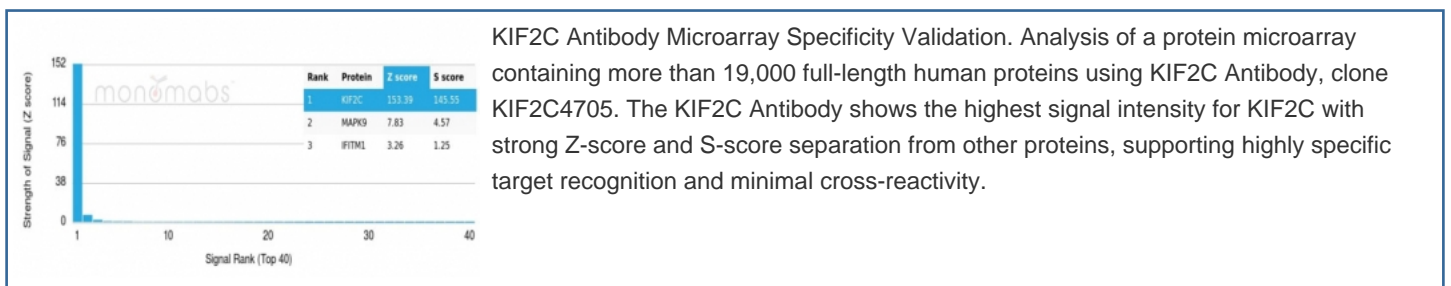 KIF2C Antibody Microarray Specificity Validation. Analysis of a protein microarray
containing more than 19,000 full-length human proteins using KIF2C Antibody, clone
KIF2C4705. The KIF2C Antibody shows the highest signal intensity for KIF2C with
strong Z-score and S-score separation from other proteins, supporting highly specific
target recognition and minimal cross-reactivity.
Strength of Signal (Z score)
152
114
76
38
0
monomabs
Rank Protein Z score S score
1 KIF2C 153.39 145.55
2 MAPK9 7.83 4.57
3 IFITM1 3.26 1.25
1 10 20 30 40
Signal Rank (Top 40)